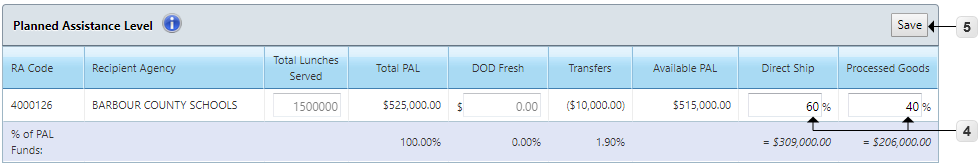 Planned Assistance Level i Save 5
RA Code Recipient Agency Total Lunches Served Total PAL DOD Fresh Transfers Available PAL Direct Ship Processed Goods
4000126 BARBOUR COUNTY SCHOOLS 1500000 $525,000.00 $ 0.00 ($10,000.00) $515,000.00 60 % 40 %
4
% of PAL
Funds: 100.00% 0.00% 1.90% = $309,000.00 = $206,000.00